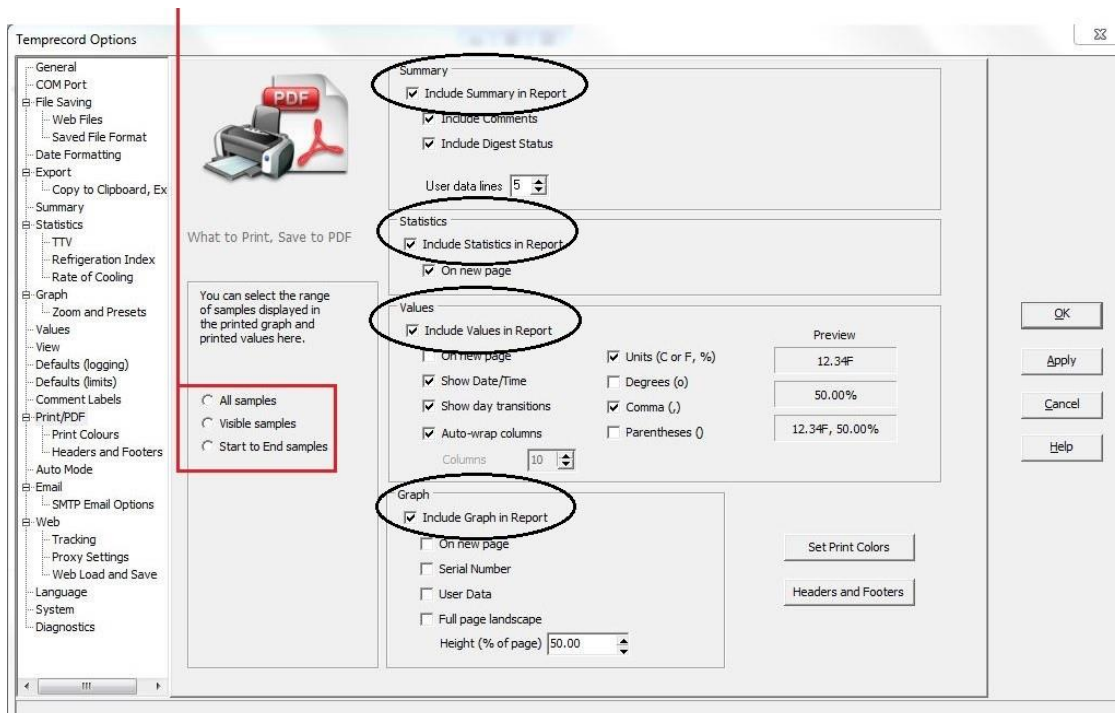 Temprecord Options
General
COM Port
File Saving
Web Files
Saved File Format
Date Formatting
Export
Copy to Clipboard, Ex
Summary
Statistics
TTV
Refrigeration Index
Rate of Cooling
Graph
Zoom and Presets
Values
View
Defaults (logging)
Defaults (limits)
Comment Labels
Print/PDF
Print Colours
Headers and Footers
Auto Mode
Email
SMTP Email Options
Web
Tracking
Proxy Settings
Web Load and Save
Language
System
Diagnostics
PDF
What to Print, Save to PDF
You can select the range
of samples displayed in
the printed graph and
printed values here.
All samples
Visible samples
Start to End samples
Summary
Include Summary in Report
Include Comments
Include Digest Status
User data lines 5
Statistics
Include Statistics in Report
On new page
Values
Include Values in Report
On new page
Show Date/Time
Show day transitions
Auto-wrap columns
Columns 10
Units (C or F, %)
Degrees (o)
Comma (,)
Parentheses ()
Preview
12.34F
50.00%
12.34F, 50.00%
Graph
Include Graph in Report
On new page
Serial Number
User Data
Full page landscape
Height (% of page) 50.00
Set Print Colors
Headers and Footers
OK
Apply
Cancel
Help